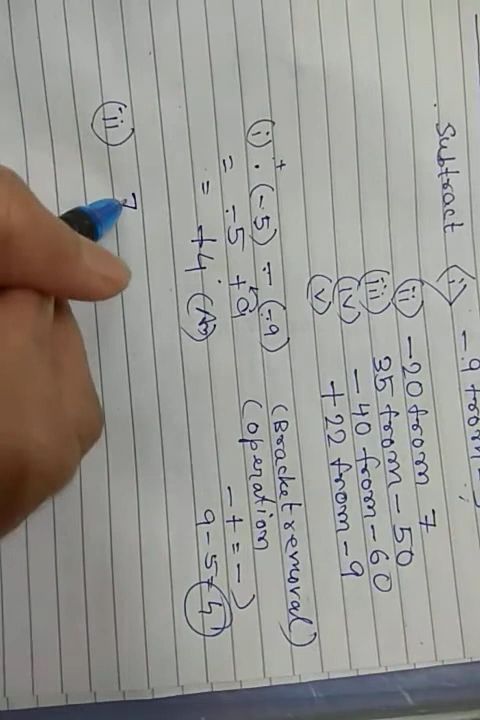 Subtract (i) -9 from -5
(ii) -20 from 7
(iii) 35 from -50
(iv) -40 from -60
(v) +22 from -9
(i) + (-5) - (-9) (Bracket removal)
= -5 + 9 (operation
- + = -)
= +4 (Ans) 9-5=4
(ii) 7